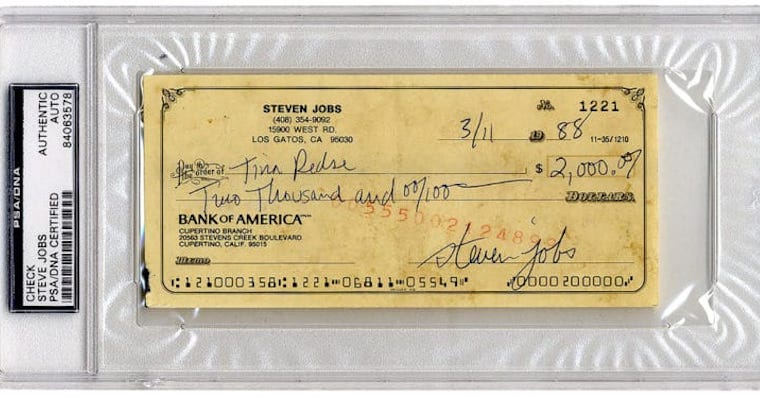 PSA/DNA
CHECK
STEVE JOBS
PSA/DNA CERTIFIED
AUTHENTIC
AUTO
84063578
STEVEN JOBS
(408) 354-9092
15900 WEST RD.
LOS GATOS, CA 95030
No. 1221
3/11 19 88 11-35/1210
Pay to the order of Tina Redse $ 2,000.00
Two Thousand and 00/100 DOLLARS
BANK OF AMERICA
CUPERTINO BRANCH
20563 STEVENS CREEK BOULEVARD
CUPERTINO, CALIF. 95015
Memo steven jobs
⑆121000358⑆1221⑈06811⑈05549⑈ ⑈0000200000⑈